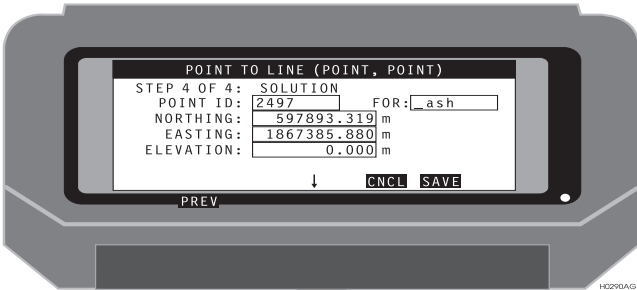 POINT TO LINE (POINT, POINT)
STEP 4 OF 4: SOLUTION
POINT ID: 2497 FOR: _ash
NORTHING: 597893.319 m
EASTING: 1867385.880 m
ELEVATION: 0.000 m
↓ CNCL SAVE
PREV
H0290AG